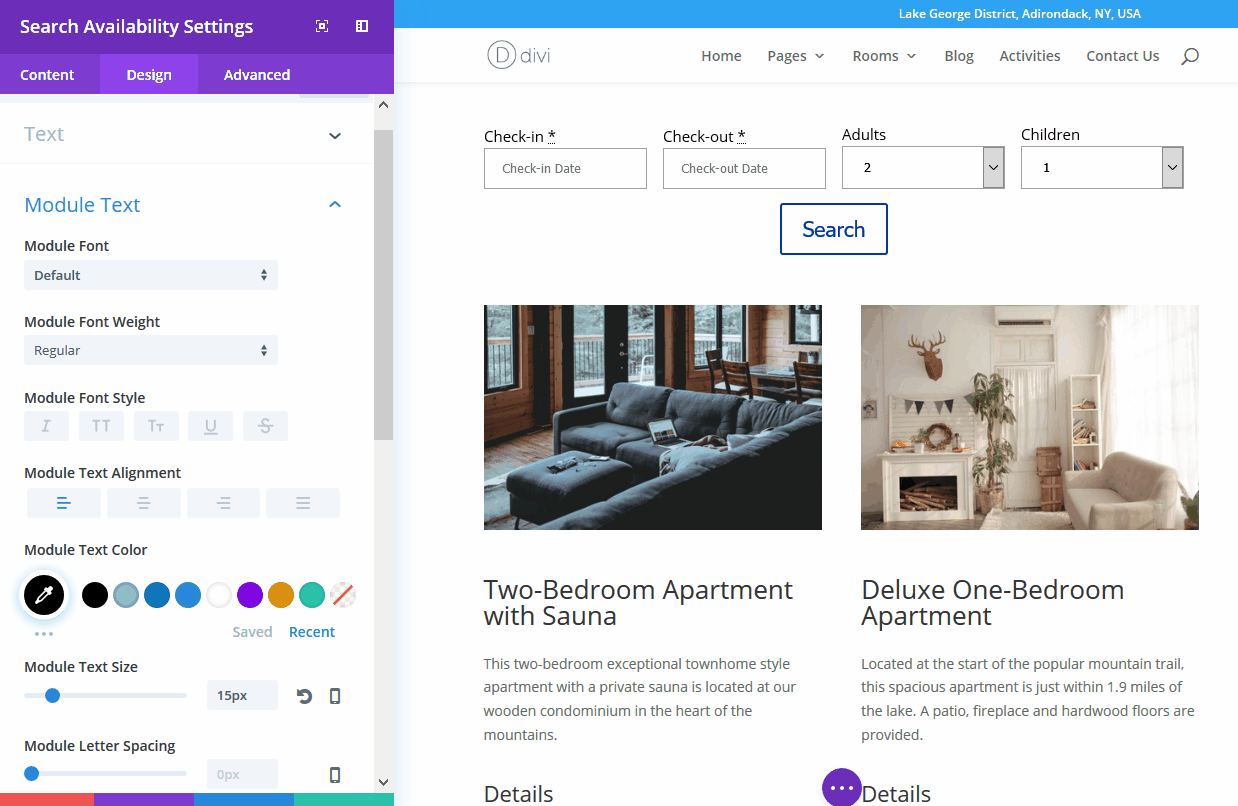 Search Availability Settings
Content Design Advanced
Text
Module Text
Module Font
Default
Module Font Weight
Regular
Module Font Style
I TT Tт U S
Module Text Alignment
Module Text Color
Saved Recent
Module Text Size
15px
Module Letter Spacing
0px
Lake George District, Adirondack, NY, USA
D divi
Home Pages Rooms Blog Activities Contact Us
Check-in * Check-out * Adults Children
Check-in Date Check-out Date 2 1
Search
Two-Bedroom Apartment
with Sauna
This two-bedroom exceptional townhome style
apartment with a private sauna is located at our
wooden condominium in the heart of the
mountains.
Details
Deluxe One-Bedroom
Apartment
Located at the start of the popular mountain trail,
this spacious apartment is just within 1.9 miles of
the lake. A patio, fireplace and hardwood floors are
provided.
Details